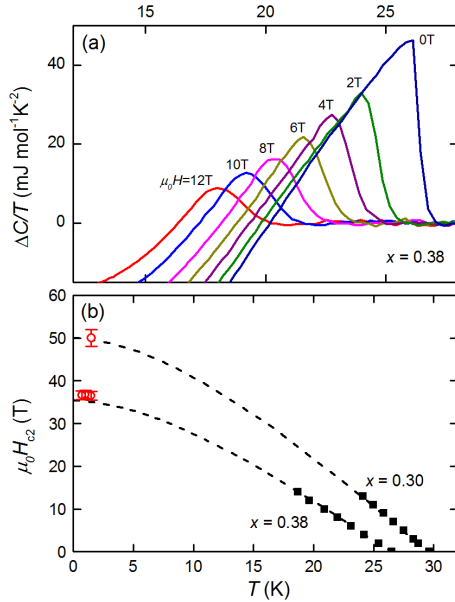 15 20 25
(a)
0T
2T
4T
6T
8T
10T
μ₀H=12T
40
20
0
ΔC/T (mJ mol⁻¹K⁻²)
x = 0.38
(b)
60
50
40
30
20
10
0
μ₀Hc2 (T)
x = 0.30
x = 0.38
0 5 10 15 20 25 30
T (K)